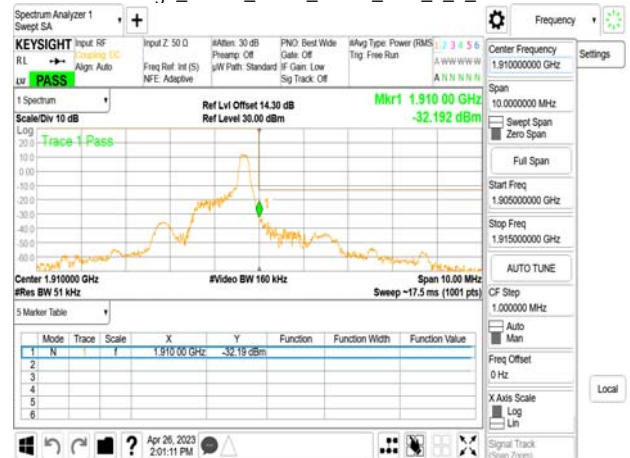 Spectrum Analyzer 1
Swept SA
+
Frequency
Settings
KEYSIGHT
RL
PASS
Input: RF
Coupling: DC
Align: Auto
Input Z: 50 Ω
Freq Ref: Int (S)
NFE: Adaptive
#Atten: 30 dB
Preamp: Off
µW Path: Standard
PNO: Best Wide
Gate: Off
IF Gain: Low
Sig Track: Off
#Avg Type: Power (RMS
Trig: Free Run
1 2 3 4 5 6
A W W W W W
A N N N N N
1 Spectrum
Scale/Div 10 dB
Ref Lvl Offset 14.30 dB
Ref Level 30.00 dBm
Mkr1 1.910 00 GHz
-32.192 dBm
Log
Trace 1 Pass
20.0
10.0
0.00
-10.0
-20.0
-30.0
-40.0
-50.0
-60.0
1
Center 1.910000 GHz
#Res BW 51 kHz
#Video BW 160 kHz
Span 10.00 MHz
Sweep ~17.5 ms (1001 pts)
5 Marker Table
Mode Trace Scale X Y Function Function Width Function Value
1 N 1 f 1.910 00 GHz -32.19 dBm
2
3
4
5
6
Apr 26, 2023
2:01:11 PM
?
Center Frequency
1.910000000 GHz
Span
10.0000000 MHz
Swept Span
Zero Span
Full Span
Start Freq
1.905000000 GHz
Stop Freq
1.915000000 GHz
AUTO TUNE
CF Step
1.000000 MHz
Auto
Man
Freq Offset
0 Hz
X Axis Scale
Log
Lin
Signal Track
(Span Zoom)
Local